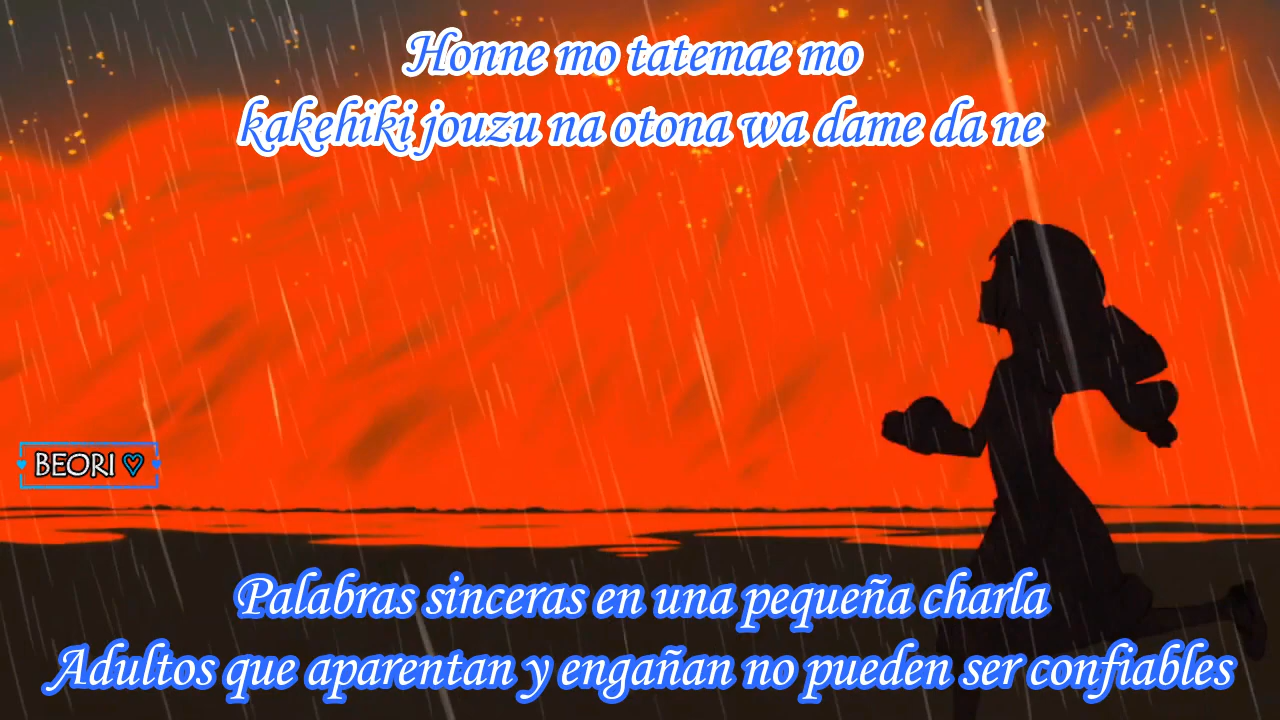 Honne mo tatemae mo
kakehiki jouzu na otona wa dame da ne
BEORI
Palabras sinceras en una pequeña charla
Adultos que aparentan y engañan no pueden ser confiables